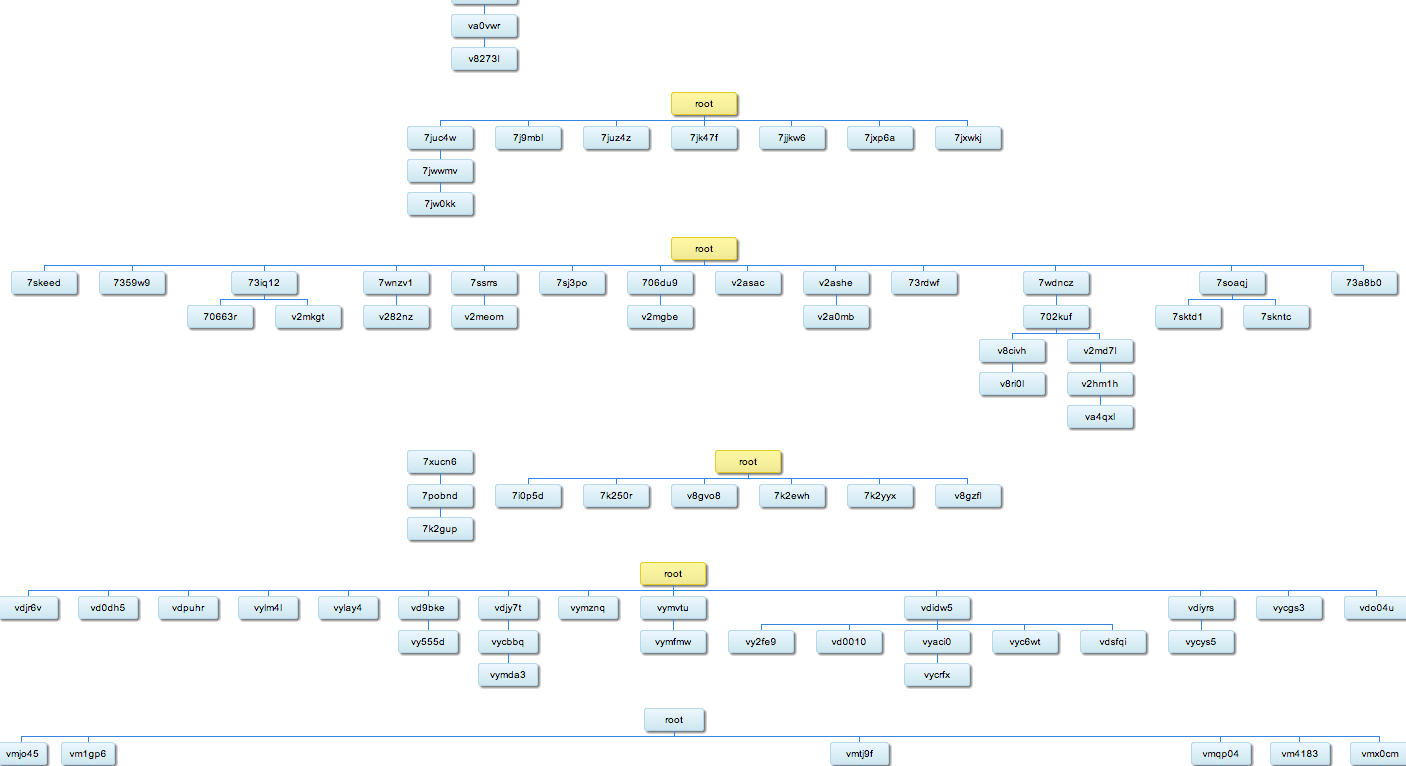 va0vwr
v8273l
root
7juc4w 7j9mbl 7juz4z 7jk47f 7jjkw6 7jxp6a 7jxwkj
7jwwmv
7jw0kk
root
7skeed 7359w9 73iq12 7wnzv1 7ssrrs 7sj3po 706du9 v2asac v2ashe 73rdwf 7wdncz 7soaqj 73a8b0
70663r v2mkgt v282nz v2meom v2mgbe v2a0mb 702kuf 7sktd1 7skntc
v8civh v2md7l
v8ri0l v2hm1h
va4qxl
7xucn6 root
7pobnd 7i0p5d 7k250r v8gvo8 7k2ewh 7k2yyx v8gzfl
7k2gup
root
vdjr6v vd0dh5 vdpuhr vylm4l vylay4 vd9bke vdjy7t vymznq vymvtu vdidw5 vdiyrs vycgs3 vdo04u
vy555d vycbbq vymfmw vy2fe9 vd0010 vyaci0 vyc6wt vdsfqi vycys5
vymda3 vycrfx
root
vmjo45 vm1gp6 vmtj9f vmqp04 vm4183 vmx0cm